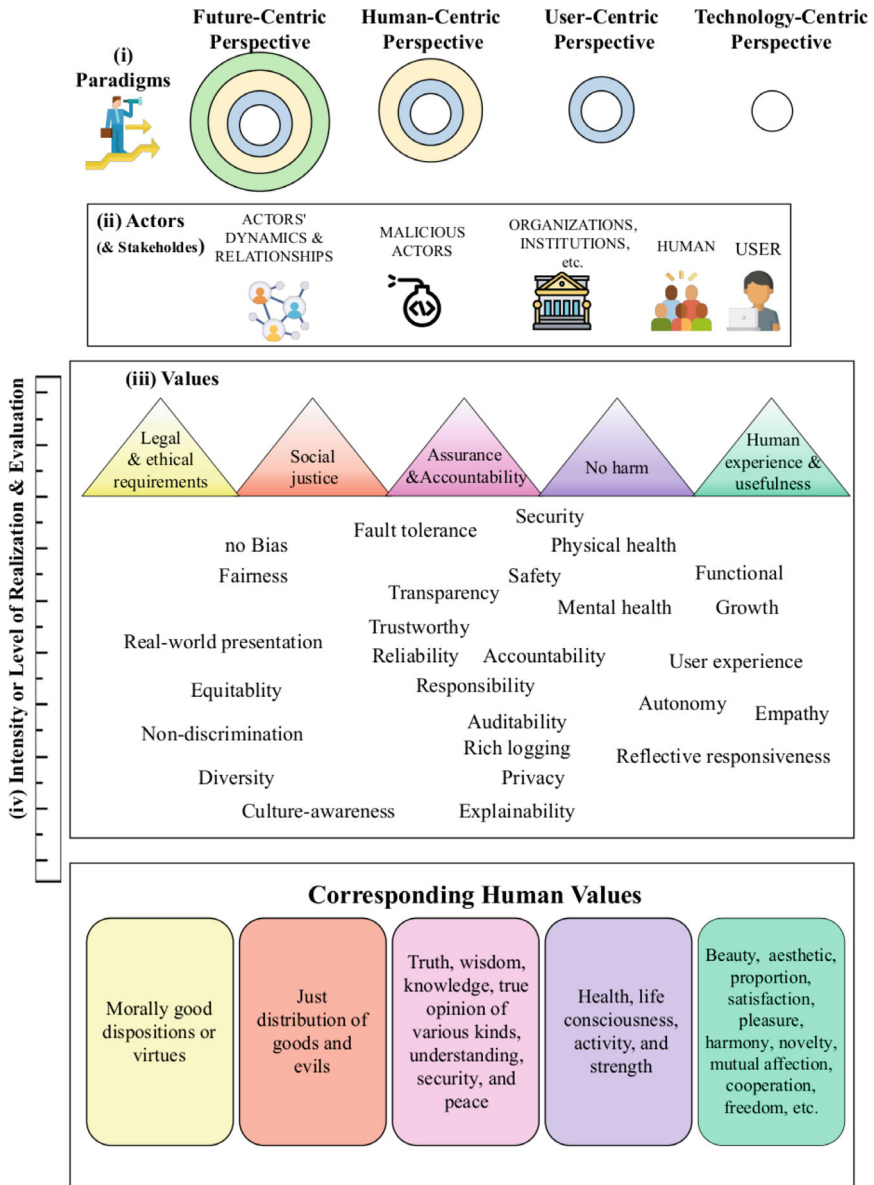 Future-Centric
Perspective
Human-Centric
Perspective
User-Centric
Perspective
Technology-Centric
Perspective
(i)
Paradigms
(ii) Actors
(& Stakeholdes)
ACTORS'
DYNAMICS &
RELATIONSHIPS
MALICIOUS
ACTORS
ORGANIZATIONS,
INSTITUTIONS,
etc.
HUMAN
USER
(iv) Intensity or Level of Realization & Evaluation
(iii) Values
Legal
& ethical
requirements
Social
justice
Assurance
&Accountability
No harm
Human
experience &
usefulness
Security
Fault tolerance
no Bias
Physical health
Fairness
Safety
Functional
Transparency
Mental health
Growth
Trustworthy
Real-world presentation
Reliability
Accountability
User experience
Responsibility
Equitablity
Autonomy
Empathy
Auditability
Non-discrimination
Rich logging
Reflective responsiveness
Diversity
Privacy
Culture-awareness
Explainability
Corresponding Human Values
Morally good
dispositions or
virtues
Just
distribution of
goods and
evils
Truth, wisdom,
knowledge, true
opinion of
various kinds,
understanding,
security, and
peace
Health, life
consciousness,
activity, and
strength
Beauty, aesthetic,
proportion,
satisfaction,
pleasure,
harmony, novelty,
mutual affection,
cooperation,
freedom, etc.